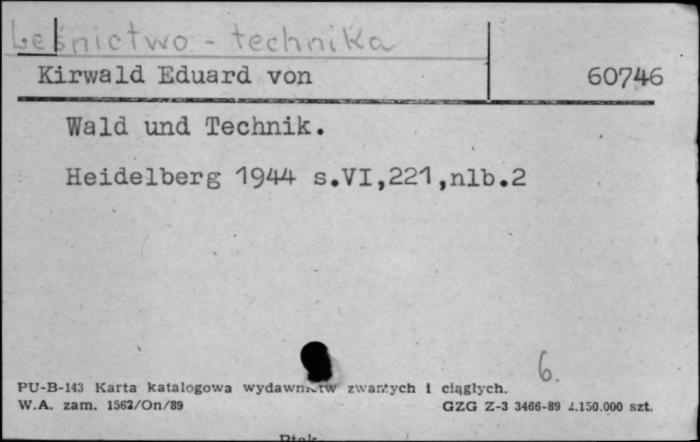 Leśnictwo - technika
Kirwald Eduard von 60746
Wald und Technik.
Heidelberg 1944 s.VI,221,nlb.2
6.
PU-B-143 Karta katalogowa wydawnictw zwartych i ciągłych.
W.A. zam. 1562/On/89 GZG Z-3 3466-89 2.150.000 szt.